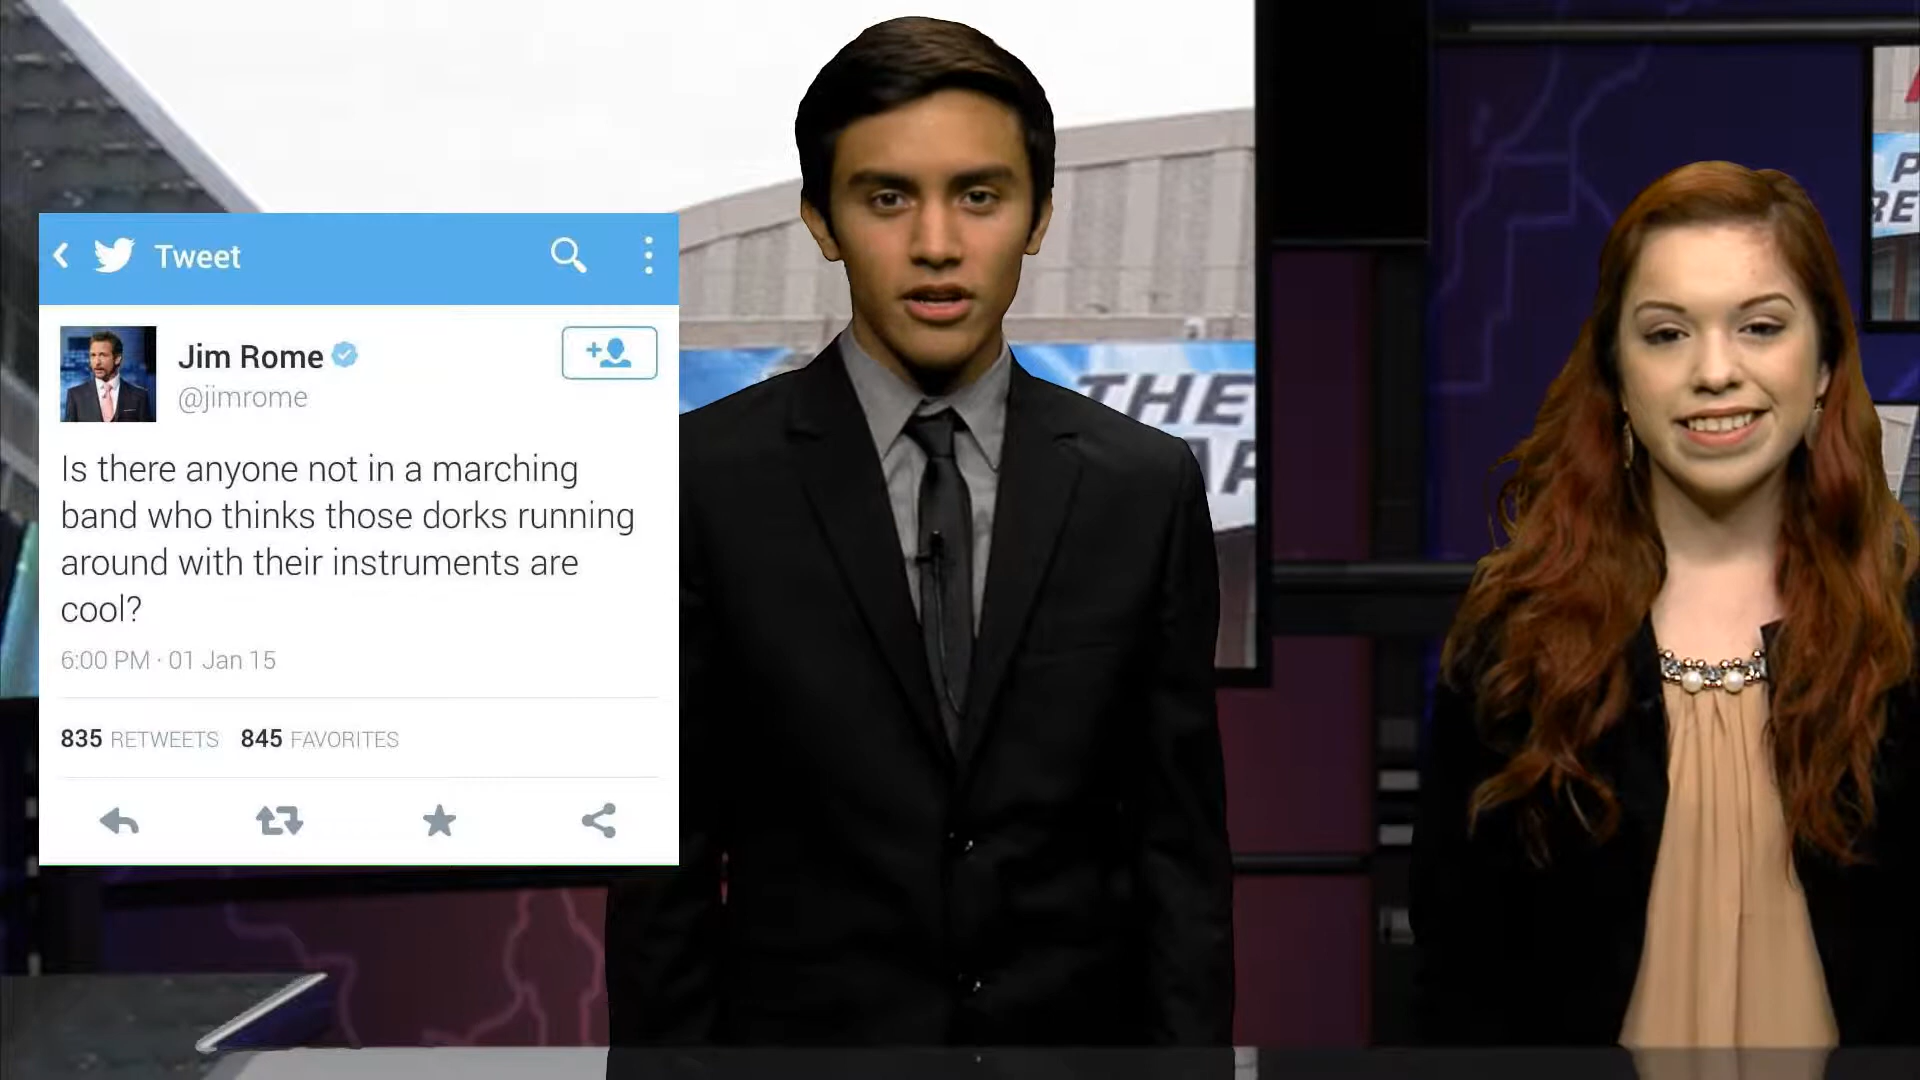 Tweet
Jim Rome
@jimrome
Is there anyone not in a marching
band who thinks those dorks running
around with their instruments are
cool?
6:00 PM · 01 Jan 15
835 RETWEETS 845 FAVORITES
THE